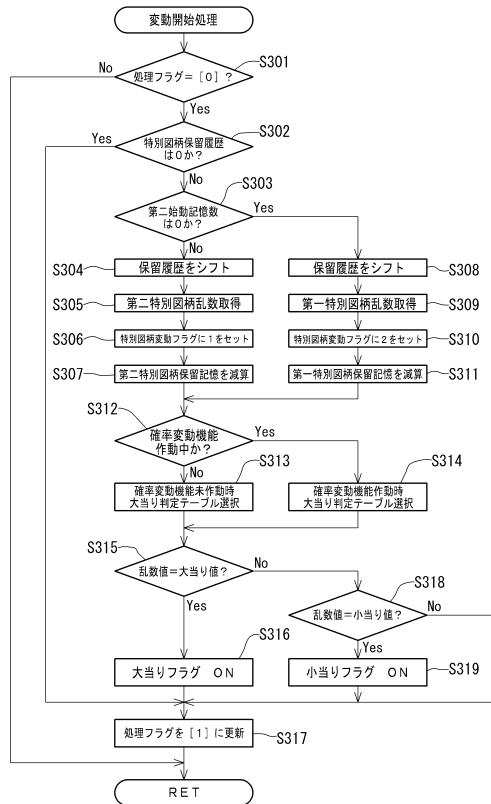 変動開始処理
S301
No
処理フラグ=［0］？
Yes
S302
Yes
特別図柄保留履歴
は0か？
No
S303
第二始動記憶数
は0か？
Yes
No
S304
保留履歴をシフト
保留履歴をシフト
S308
S305
第二特別図柄乱数取得
第一特別図柄乱数取得
S309
S306
特別図柄変動フラグに1をセット
特別図柄変動フラグに2をセット
S310
S307
第二特別図柄保留記憶を減算
第一特別図柄保留記憶を減算
S311
S312
確率変動機能
作動中か？
Yes
No
S313
S314
確率変動機能未作動時
大当り判定テーブル選択
確率変動機能作動時
大当り判定テーブル選択
S315
乱数値=大当り値？
No
Yes
S318
乱数値=小当り値？
No
Yes
S316
大当りフラグ ON
小当りフラグ ON
S319
処理フラグを［1］に更新
S317
RET